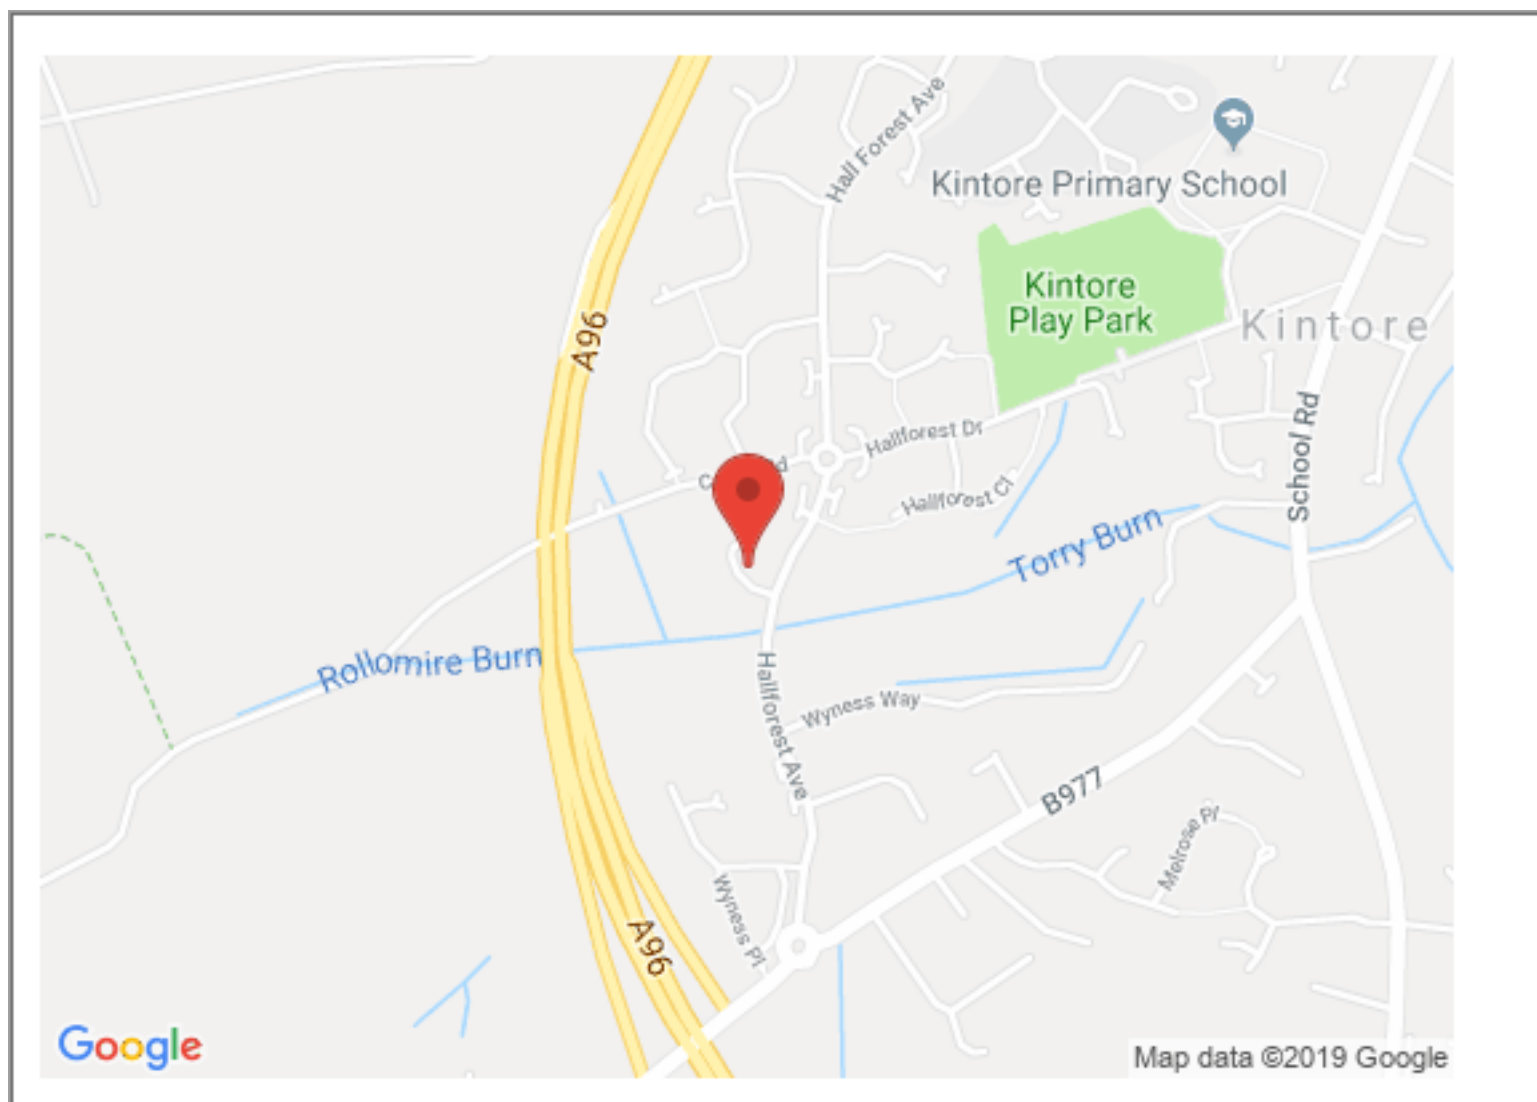 Hall Forest Ave
Kintore Primary School
Kintore
Play Park
Kintore
A96
School Rd
Hallforest Dr
Hallforest Cl
Torry Burn
Rollomire Burn
Hallforest Ave
Wyness Way
B977
Melrose Pl
Wyness Pl
A96
Google
Map data ©2019 Google